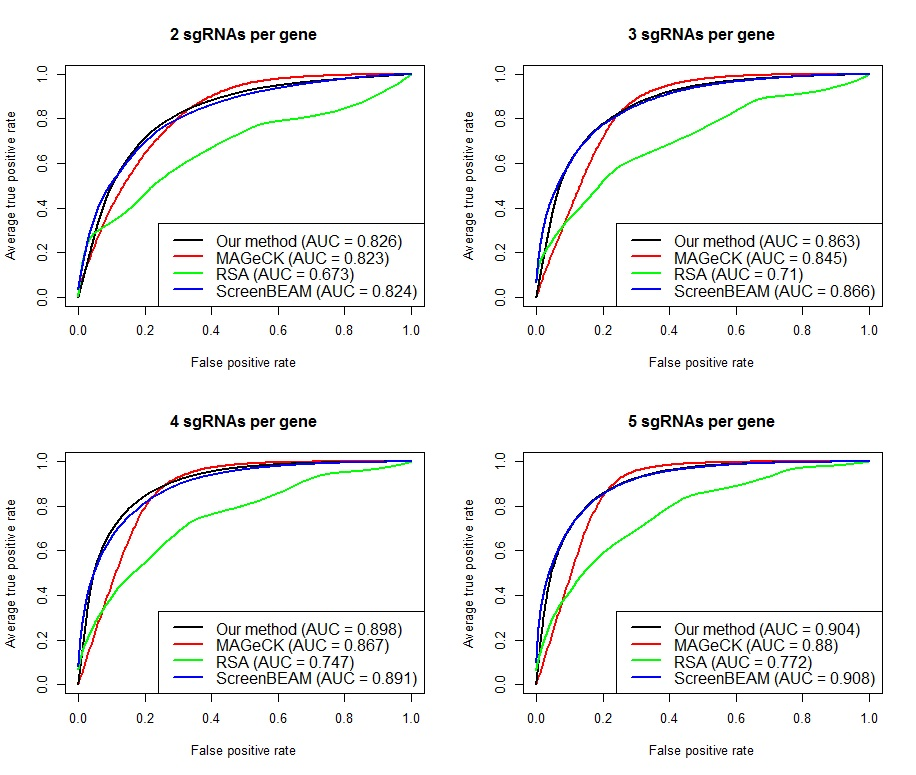 2 sgRNAs per gene
Average true positive rate
1.0
0.8
0.6
0.4
0.2
0.0
Our method (AUC = 0.826)
MAGeCK (AUC = 0.823)
RSA (AUC = 0.673)
ScreenBEAM (AUC = 0.824)
0.0 0.2 0.4 0.6 0.8 1.0
False positive rate
3 sgRNAs per gene
Average true positive rate
1.0
0.8
0.6
0.4
0.2
0.0
Our method (AUC = 0.863)
MAGeCK (AUC = 0.845)
RSA (AUC = 0.71)
ScreenBEAM (AUC = 0.866)
0.0 0.2 0.4 0.6 0.8 1.0
False positive rate
4 sgRNAs per gene
Average true positive rate
1.0
0.8
0.6
0.4
0.2
0.0
Our method (AUC = 0.898)
MAGeCK (AUC = 0.867)
RSA (AUC = 0.747)
ScreenBEAM (AUC = 0.891)
0.0 0.2 0.4 0.6 0.8 1.0
False positive rate
5 sgRNAs per gene
Average true positive rate
1.0
0.8
0.6
0.4
0.2
0.0
Our method (AUC = 0.904)
MAGeCK (AUC = 0.88)
RSA (AUC = 0.772)
ScreenBEAM (AUC = 0.908)
0.0 0.2 0.4 0.6 0.8 1.0
False positive rate